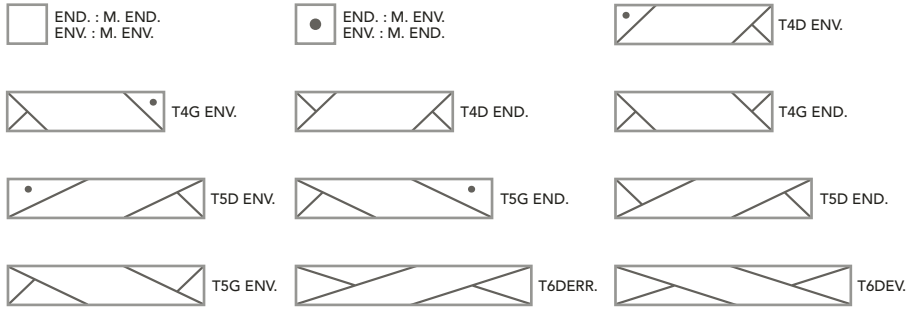 END. : M. END.
ENV. : M. ENV.
END. : M. ENV.
ENV. : M. END.
T4D ENV.
T4G ENV.
T4D END.
T4G END.
T5D ENV.
T5G END.
T5D END.
T5G ENV.
T6DERR.
T6DEV.